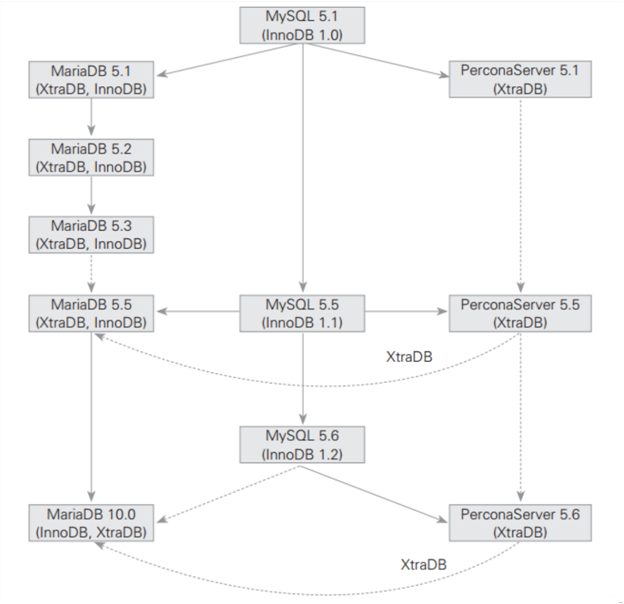 MySQL 5.1
(InnoDB 1.0)
MariaDB 5.1
(XtraDB, InnoDB)
PerconaServer 5.1
(XtraDB)
MariaDB 5.2
(XtraDB, InnoDB)
MariaDB 5.3
(XtraDB, InnoDB)
MariaDB 5.5
(XtraDB, InnoDB)
MySQL 5.5
(InnoDB 1.1)
PerconaServer 5.5
(XtraDB)
XtraDB
MySQL 5.6
(InnoDB 1.2)
MariaDB 10.0
(InnoDB, XtraDB)
PerconaServer 5.6
(XtraDB)
XtraDB